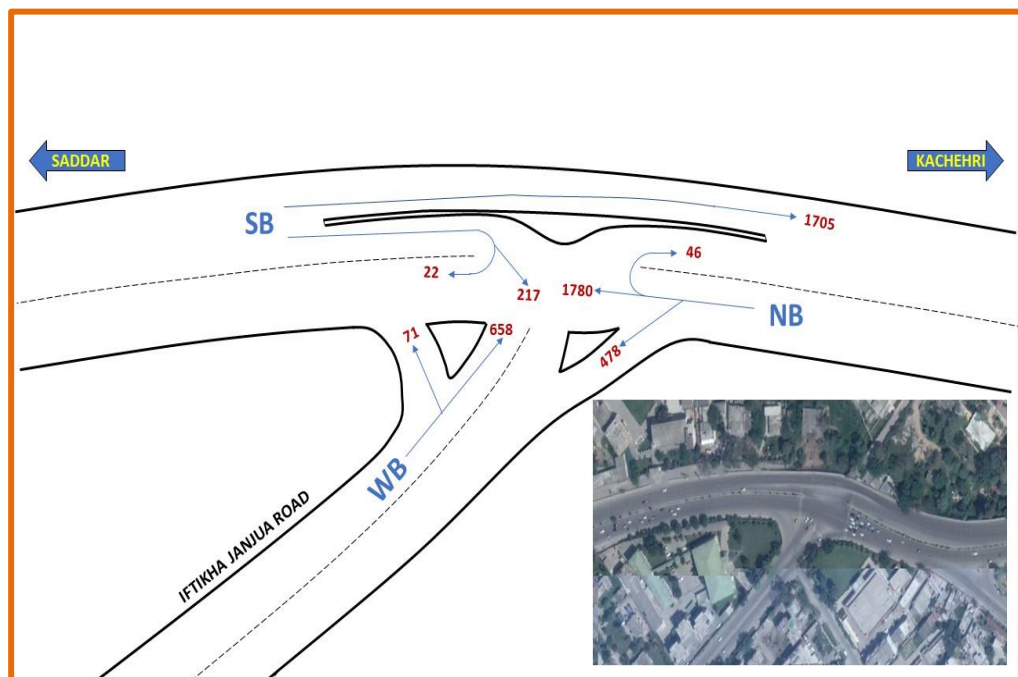 SADDAR
KACHEHRI
SB
1705
22
46
217
1780
NB
71
658
478
WB
IFTIKHA JANJUA ROAD